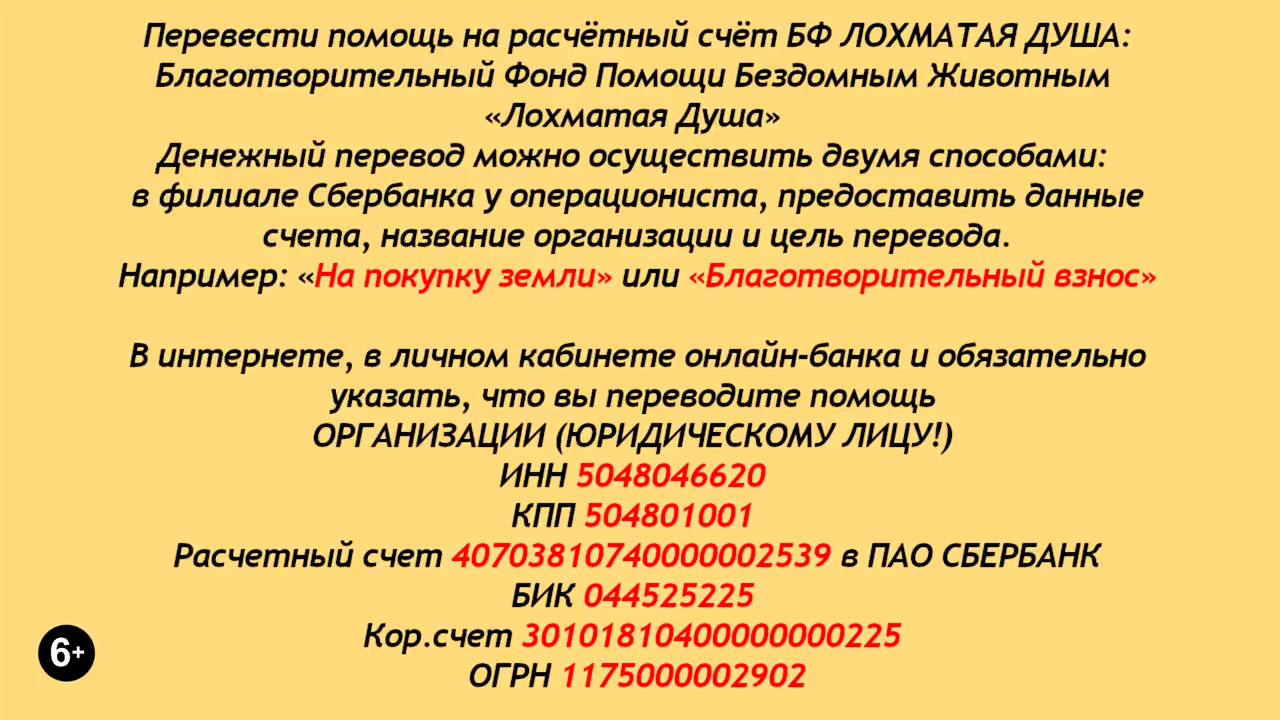 Перевести помощь на расчётный счёт БФ ЛОХМАТАЯ ДУША:
Благотворительный Фонд Помощи Бездомным Животным
«Лохматая Душа»
Денежный перевод можно осуществить двумя способами:
в филиале Сбербанка у операциониста, предоставить данные
счета, название организации и цель перевода.
Например: «На покупку земли» или «Благотворительный взнос»
В интернете, в личном кабинете онлайн-банка и обязательно
указать, что вы переводите помощь
ОРГАНИЗАЦИИ (ЮРИДИЧЕСКОМУ ЛИЦУ!)
ИНН 5048046620
КПП 504801001
Расчетный счет 40703810740000002539 в ПАО СБЕРБАНК
БИК 044525225
Кор.счет 30101810400000000225
ОГРН 1175000002902
6+